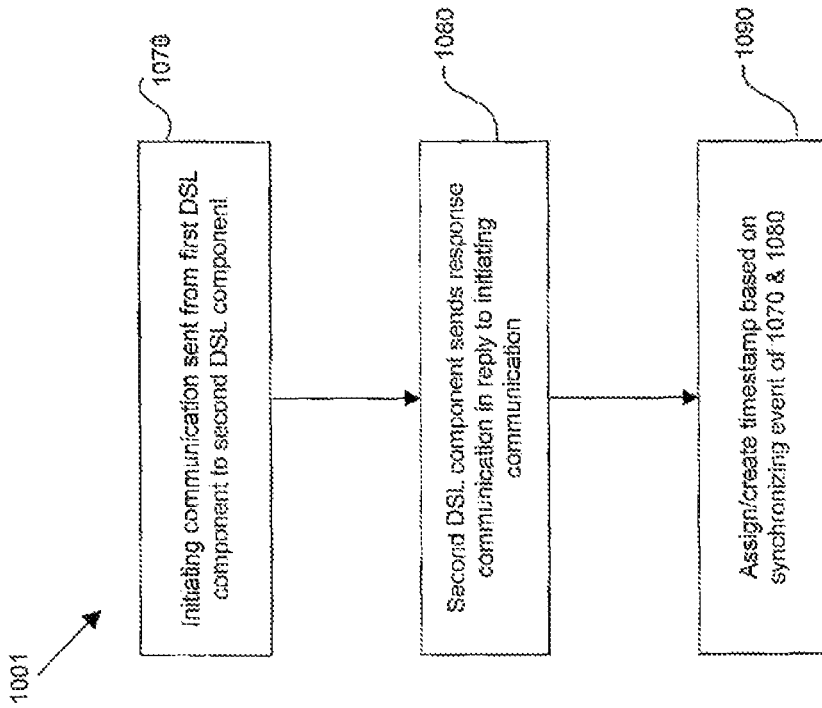 1001
1070
Initiating communication sent from first DSL
component to second DSL component
1080
Second DSL component sends response
communication in reply to initiating
communication
1090
Assign/create timestamp based on
synchronizing event of 1070 & 1080